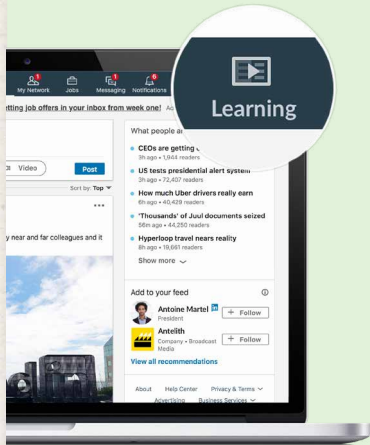 1
1
6
My Network
Jobs
Messaging
Notifications
Learning
etting job offers in your inbox from week one!
What people a
CEOs are getting
3h ago • 1,944 readers
Video
Post
US tests presidential alert system
3h ago • 72,407 readers
Sort by: Top
How much Uber drivers really earn
6h ago • 40,429 readers
'Thousands' of Juul documents seized
56m ago • 44,250 readers
y near and far colleagues and it
Hyperloop travel nears reality
8h ago • 19,661 readers
Show more
Add to your feed
Antoine Martel in
President
+ Follow
Antelith
Company • Broadcast Media
+ Follow
View all recommendations
About Help Center Privacy & Terms
Advertising Business Services